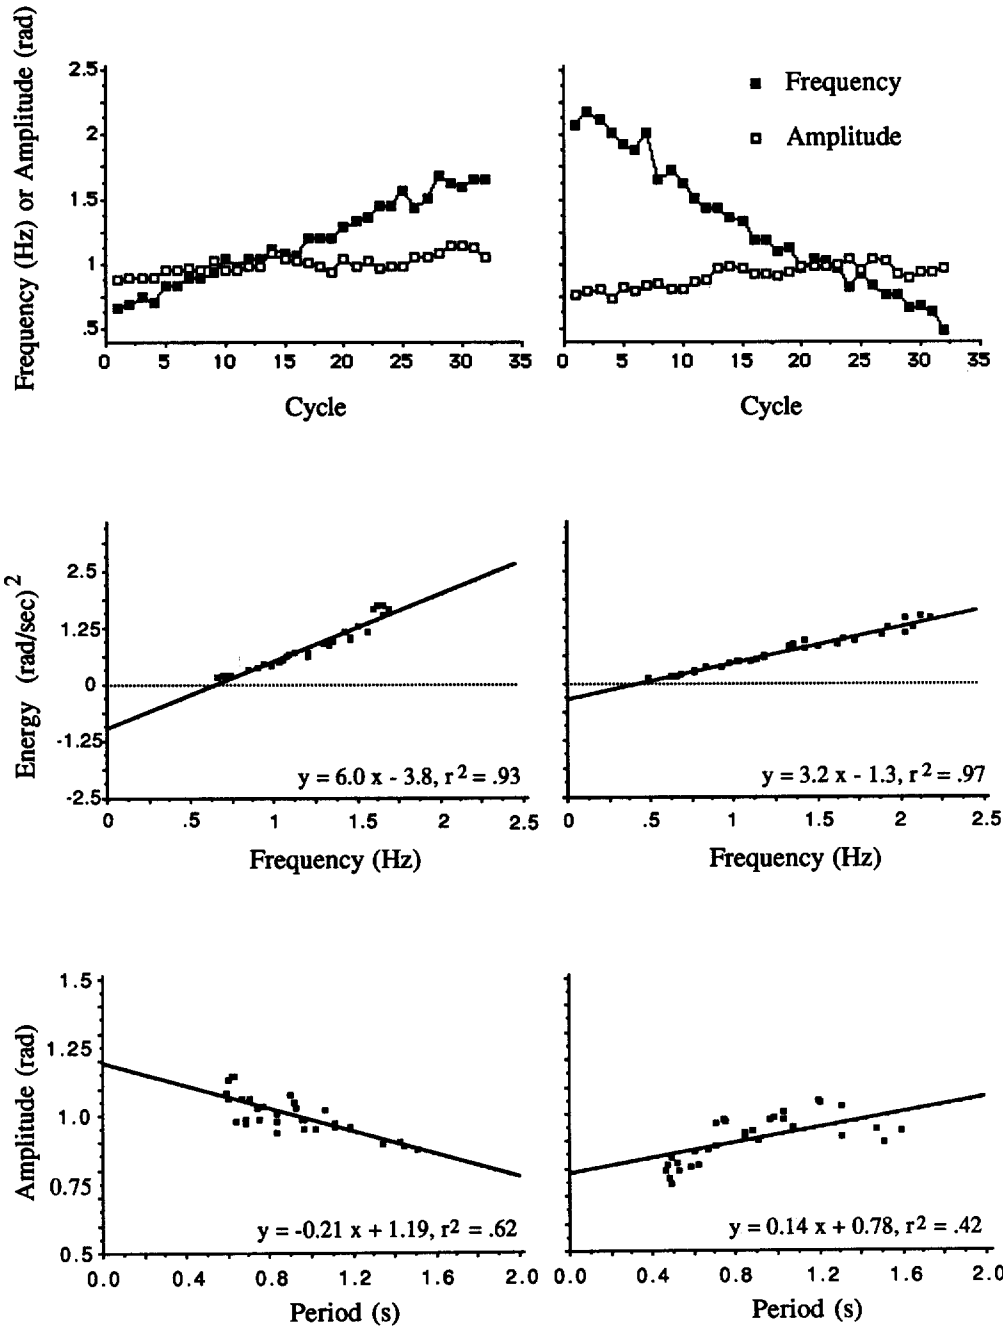 Frequency (Hz) or Amplitude (rad)
2.5
2
1.5
1
.5
0 5 10 15 20 25 30 35
Cycle
■ Frequency
□ Amplitude
0 5 10 15 20 25 30 35
Cycle
Energy (rad/sec)²
2.5
1.25
0
-1.25
-2.5
y = 6.0 x - 3.8, r² = .93
0 .5 1 1.5 2 2.5
Frequency (Hz)
y = 3.2 x - 1.3, r² = .97
0 .5 1 1.5 2 2.5
Frequency (Hz)
Amplitude (rad)
1.5
1.25
1.0
0.75
0.5
y = -0.21 x + 1.19, r² = .62
0.0 0.4 0.8 1.2 1.6 2.0
Period (s)
y = 0.14 x + 0.78, r² = .42
0.0 0.4 0.8 1.2 1.6 2.0
Period (s)